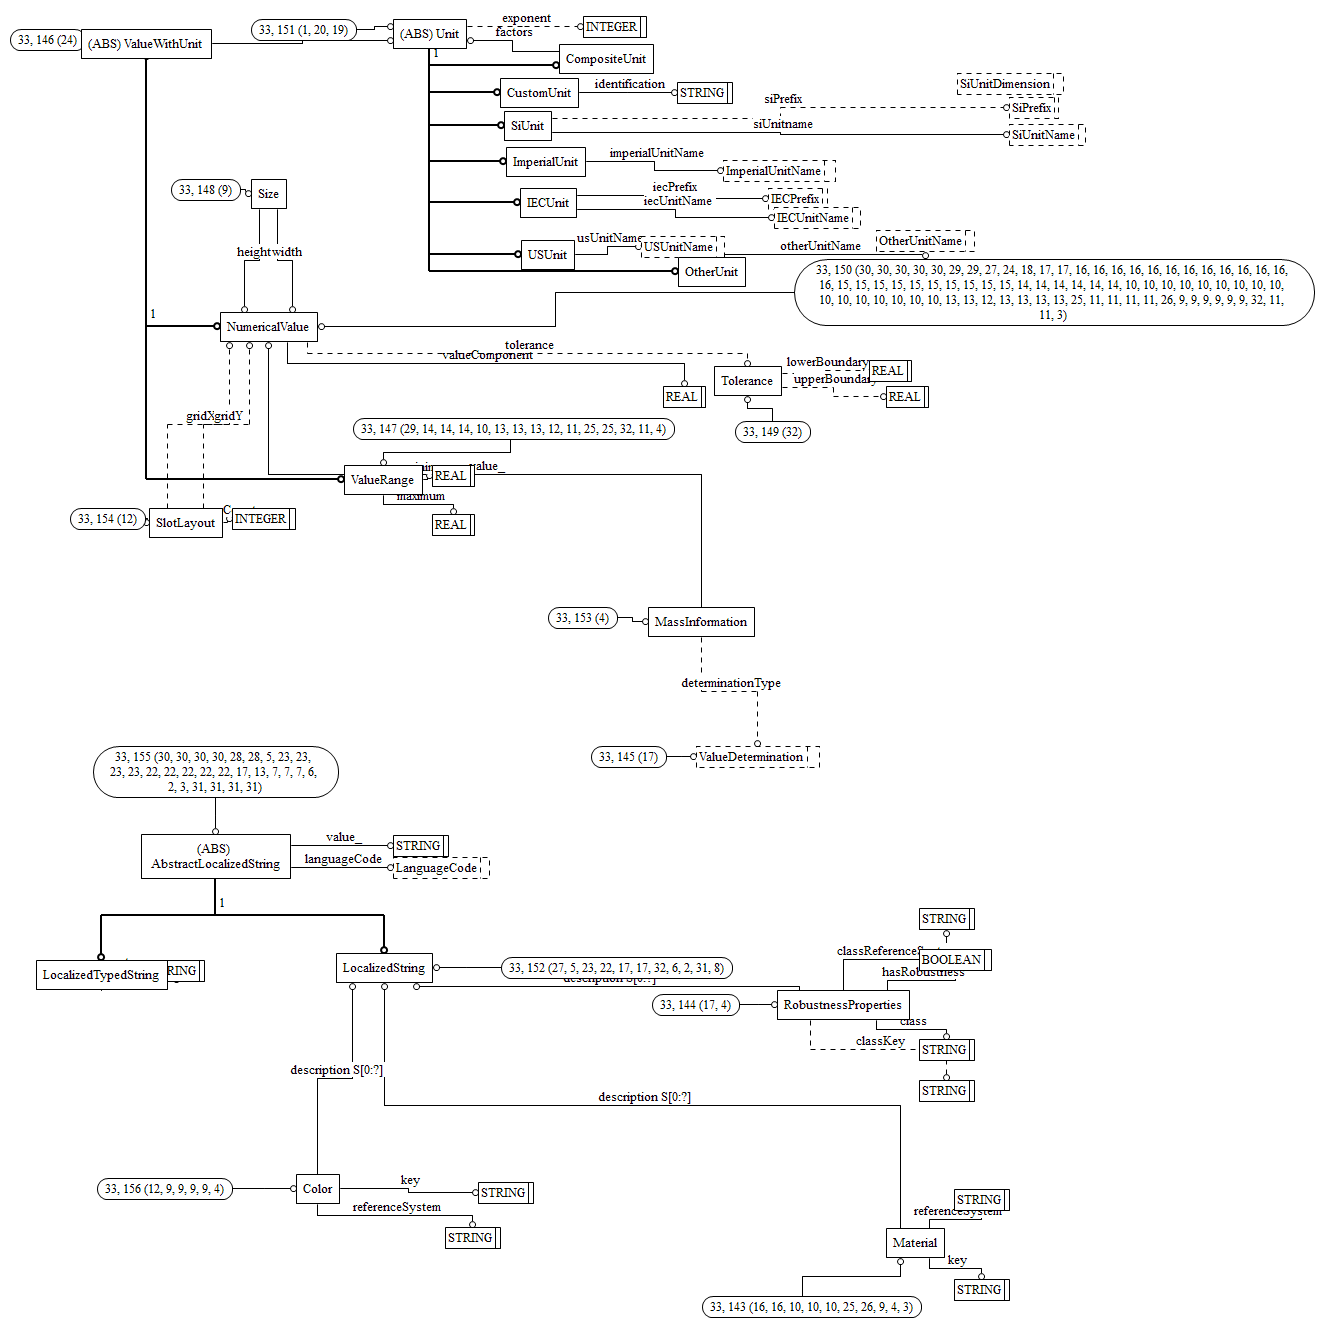 33, 146 (24)
(ABS) ValueWithUnit
33, 151 (1, 20, 19)
(ABS) Unit
1
exponent
INTEGER
factors
CompositeUnit
CustomUnit
identification
STRING
SiUnitDimension
SiUnit
siPrefix
SiPrefix
siUnitname
SiUnitName
ImperialUnit
imperialUnitName
ImperialUnitName
33, 148 (9)
Size
IECUnit
iecPrefix
IECPrefix
iecUnitName
IECUnitName
height
width
USUnit
usUnitName
USUnitName
otherUnitName
OtherUnitName
OtherUnit
33, 150 (30, 30, 30, 30, 30, 29, 29, 27, 24, 18, 17, 17, 16, 16, 16, 16, 16, 16, 16, 16, 16, 16, 16, 16,
16, 15, 15, 15, 15, 15, 15, 15, 15, 15, 15, 14, 14, 14, 14, 14, 14, 10, 10, 10, 10, 10, 10, 10, 10, 10,
10, 10, 10, 10, 10, 10, 10, 13, 13, 12, 13, 13, 13, 13, 25, 11, 11, 11, 11, 26, 9, 9, 9, 9, 9, 9, 32, 11,
11, 3)
1
NumericalValue
tolerance
valueComponent
REAL
Tolerance
lowerBoundary
REAL
upperBoundary
REAL
33, 149 (32)
gridX
gridY
33, 147 (29, 14, 14, 14, 10, 13, 13, 13, 12, 11, 25, 25, 32, 11, 4)
ValueRange
REAL
value_
maximum
REAL
33, 154 (12)
SlotLayout
INTEGER
33, 153 (4)
MassInformation
determinationType
33, 145 (17)
ValueDetermination
33, 155 (30, 30, 30, 30, 28, 28, 5, 23, 23,
23, 23, 22, 22, 22, 22, 22, 17, 13, 7, 7, 7, 6,
2, 3, 31, 31, 31, 31)
(ABS)
AbstractLocalizedString
value_
STRING
languageCode
LanguageCode
1
LocalizedTypedString
RING
LocalizedString
33, 152 (27, 5, 23, 22, 17, 17, 32, 6, 2, 31, 8)
description S[0:?]
STRING
classReferenceS
BOOLEAN
hasRobustness
33, 144 (17, 4)
RobustnessProperties
class
classKey
STRING
STRING
description S[0:?]
description S[0:?]
33, 156 (12, 9, 9, 9, 9, 4)
Color
key
STRING
referenceSystem
STRING
STRING
referenceSystem
Material
key
STRING
33, 143 (16, 16, 10, 10, 10, 25, 26, 9, 4, 3)